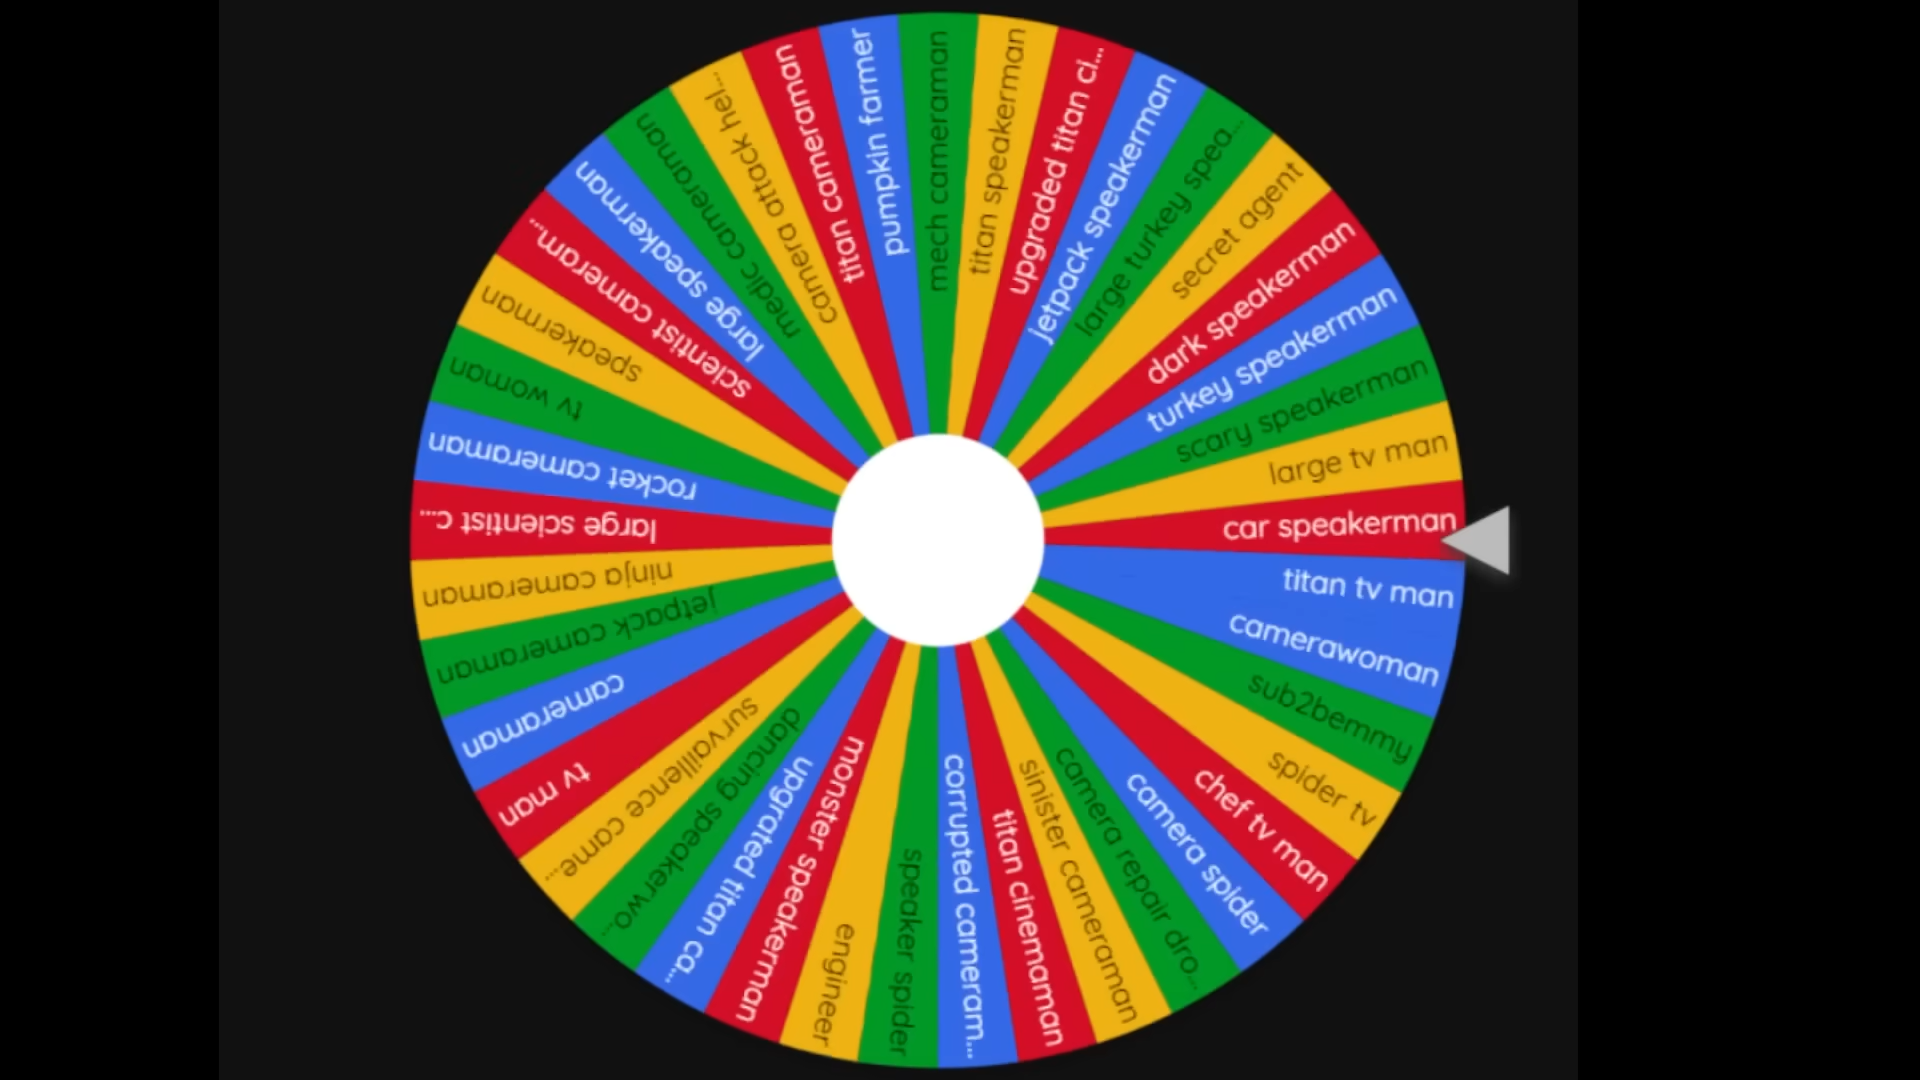 mech cameraman
titan speakerman
upgraded titan ci...
jetpack speakerman
large turkey spea...
secret agent
dark speakerman
turkey speakerman
scary speakerman
large tv man
car speakerman
titan tv man
camerawoman
sub2bemmy
spider tv
chef tv man
camera spider
camera repair dro...
sinister cameraman
titan cinemaman
corrupted cameram...
speaker spider
engineer
monster speakerman
upgrated titan ca...
dancing speakerwo...
survaillence came...
tv man
cameraman
jetpack cameraman
ninja cameraman
large scientist c...
rocket cameraman
tv woman
speakerman
scientist cameram...
large speakerman
medic cameraman
camera attack hel...
titan cameraman
pumpkin farmer